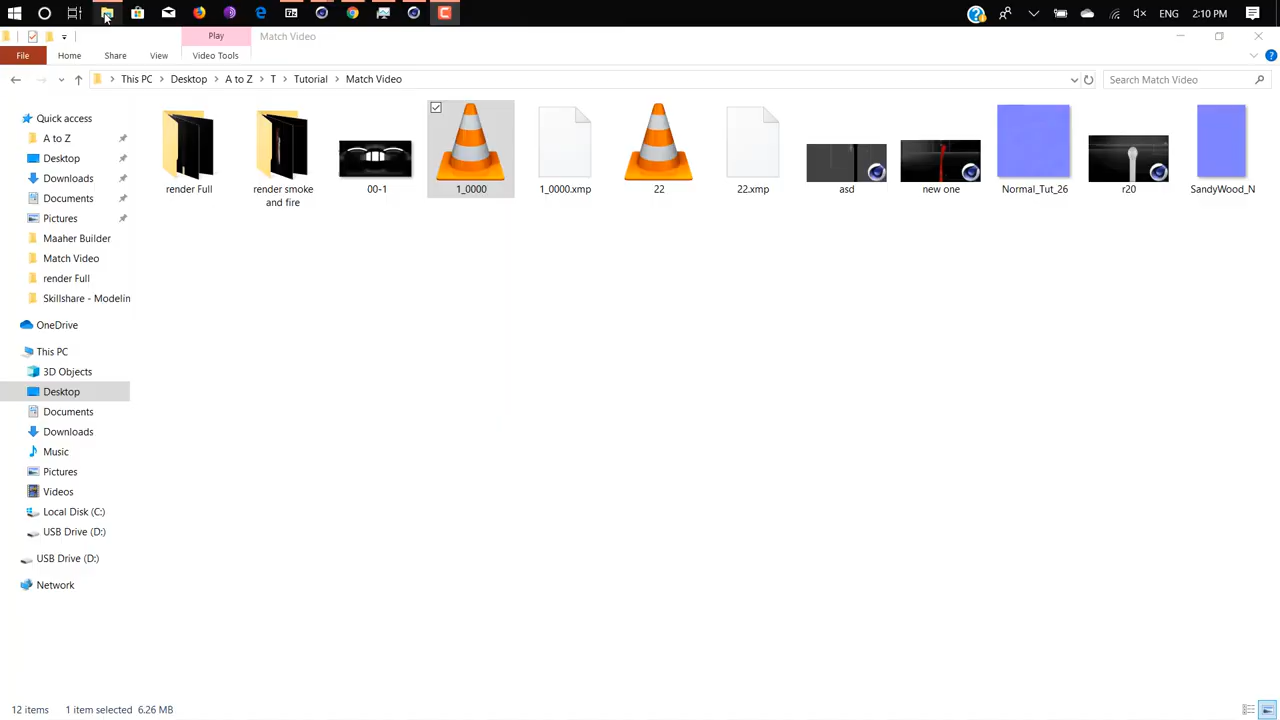 ENG 2:10 PM
Play Match Video
File Home Share View Video Tools
This PC Desktop A to Z T Tutorial Match Video Search Match Video
Quick access
A to Z
Desktop
Downloads
Documents
Pictures
Maaher Builder
Match Video
render Full
Skillshare - Modelin
OneDrive
This PC
3D Objects
Desktop
Documents
Downloads
Music
Pictures
Videos
Local Disk (C:)
USB Drive (D:)
USB Drive (D:)
Network
render Full
render smoke
and fire
00-1
1_0000
1_0000.xmp
22
22.xmp
asd
new one
Normal_Tut_26
r20
SandyWood_N
12 items 1 item selected 6.26 MB